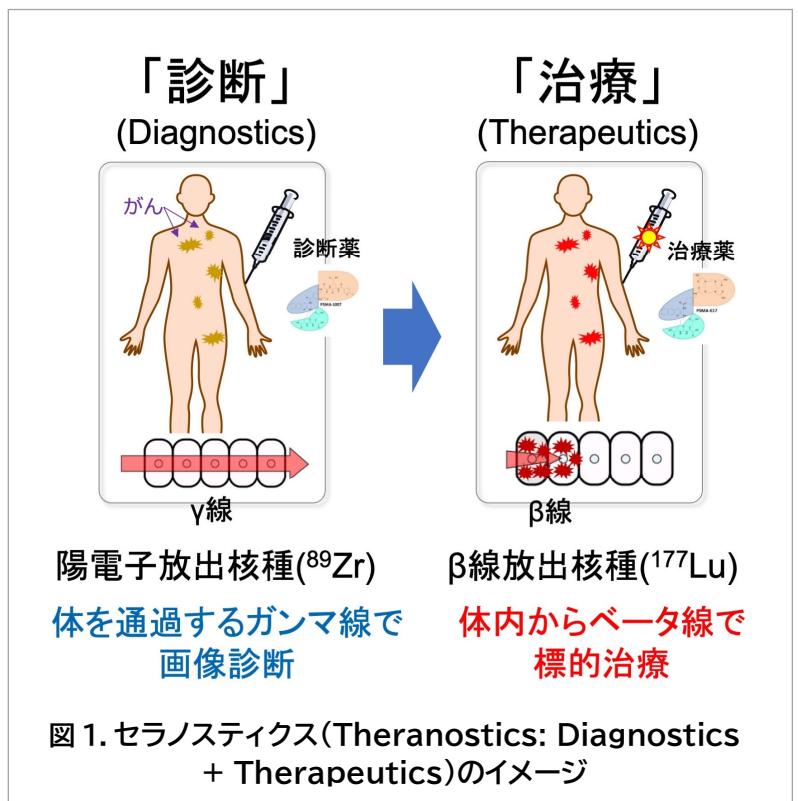 「診断」
(Diagnostics)
がん
診断薬
PSMA-1007
γ線
陽電子放出核種(⁸⁹Zr)
体を通過するガンマ線で
画像診断
「治療」
(Therapeutics)
治療薬
PSMA-617
β線
β線放出核種(¹⁷⁷Lu)
体内からベータ線で
標的治療
図1. セラノスティクス(Theranostics: Diagnostics
+ Therapeutics)のイメージ